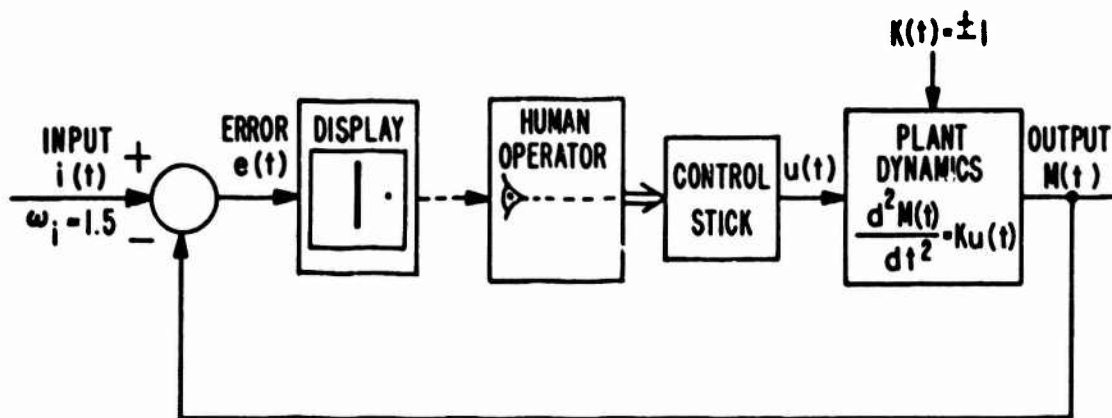 K(t)=±1
INPUT
i(t)
+
ωi=1.5
−
ERROR
e(t)
DISPLAY
HUMAN
OPERATOR
CONTROL
STICK
u(t)
PLANT
DYNAMICS
d²M(t)
dt²
=Ku(t)
OUTPUT
M(t)